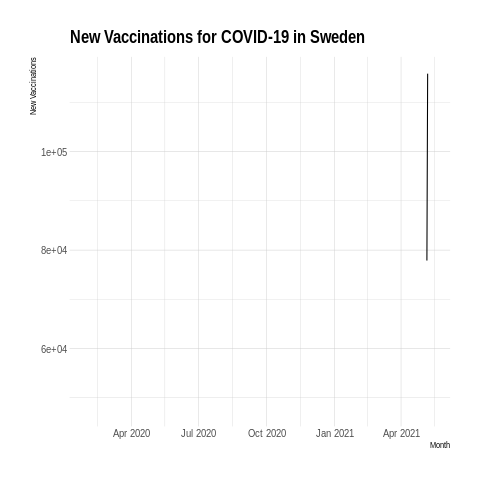 New Vaccinations for COVID-19 in Sweden
New Vaccinations
1e+05
8e+04
6e+04
Apr 2020 Jul 2020 Oct 2020 Jan 2021 Apr 2021
Month